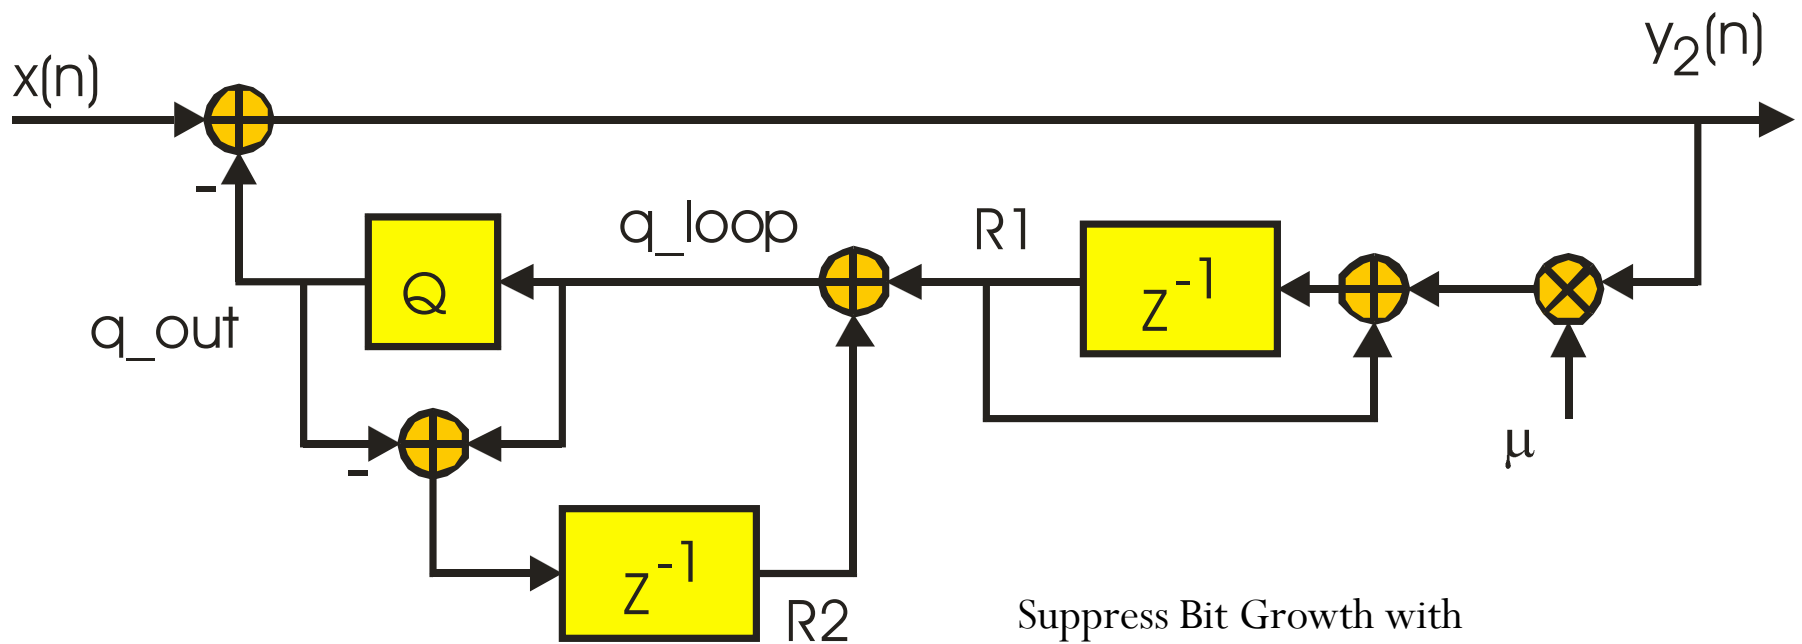 x(n)
y₂(n)
-
q_loop
R1
Q
Z⁻¹
q_out
-
μ
Z⁻¹
R2
Suppress Bit Growth with